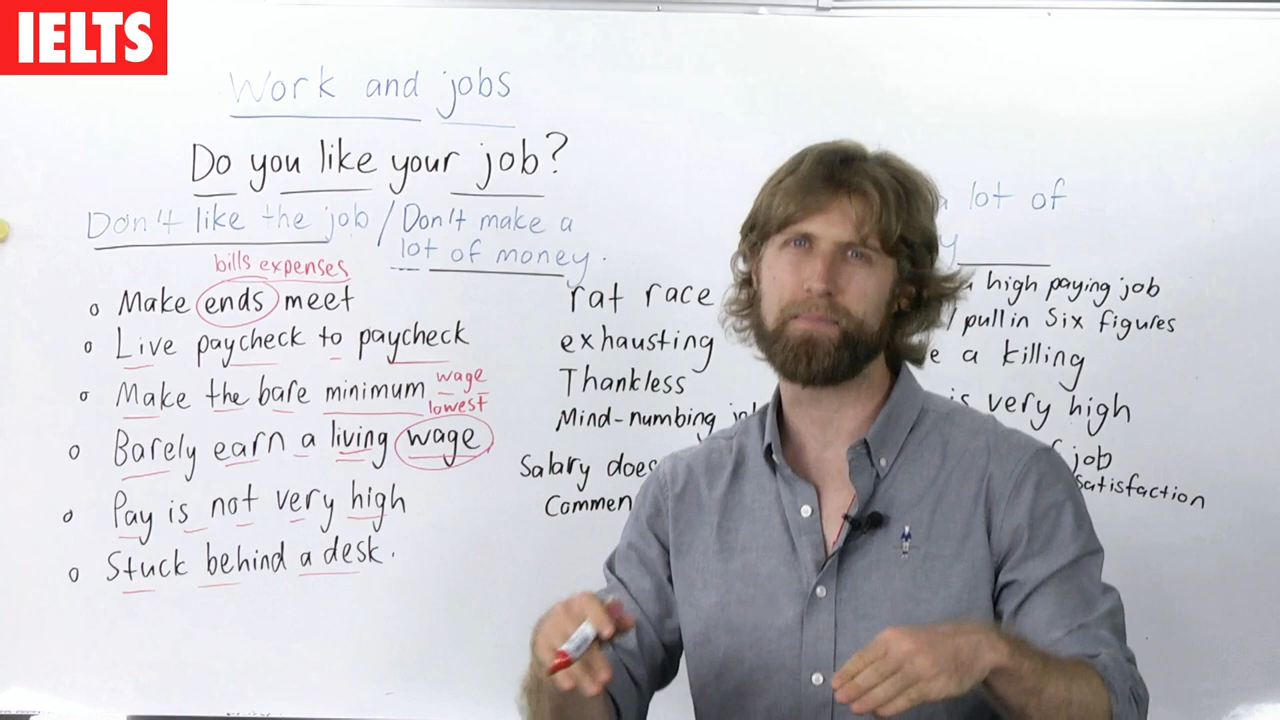 IELTS
Work and jobs
Do you like your job?
Don't like the job / Don't make a
lot of money.
bills expenses
Make ends meet
Live paycheck to paycheck
Make the bare minimum wage
lowest
Barely earn a living wage
Pay is not very high
Stuck behind a desk.
rat race
exhausting
Thankless
Mind-numbing
Salary
lot of
high paying job
/ pull in Six figures
a killing
very high
job
Satisfaction